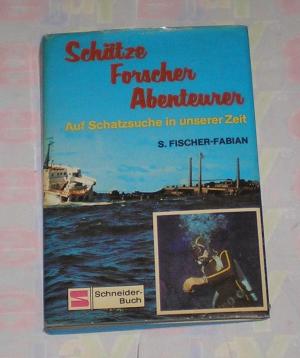 Schätze
Forscher
Abenteurer
Auf Schatzsuche in unserer Zeit
S. FISCHER-FABIAN
Schneider-
Buch